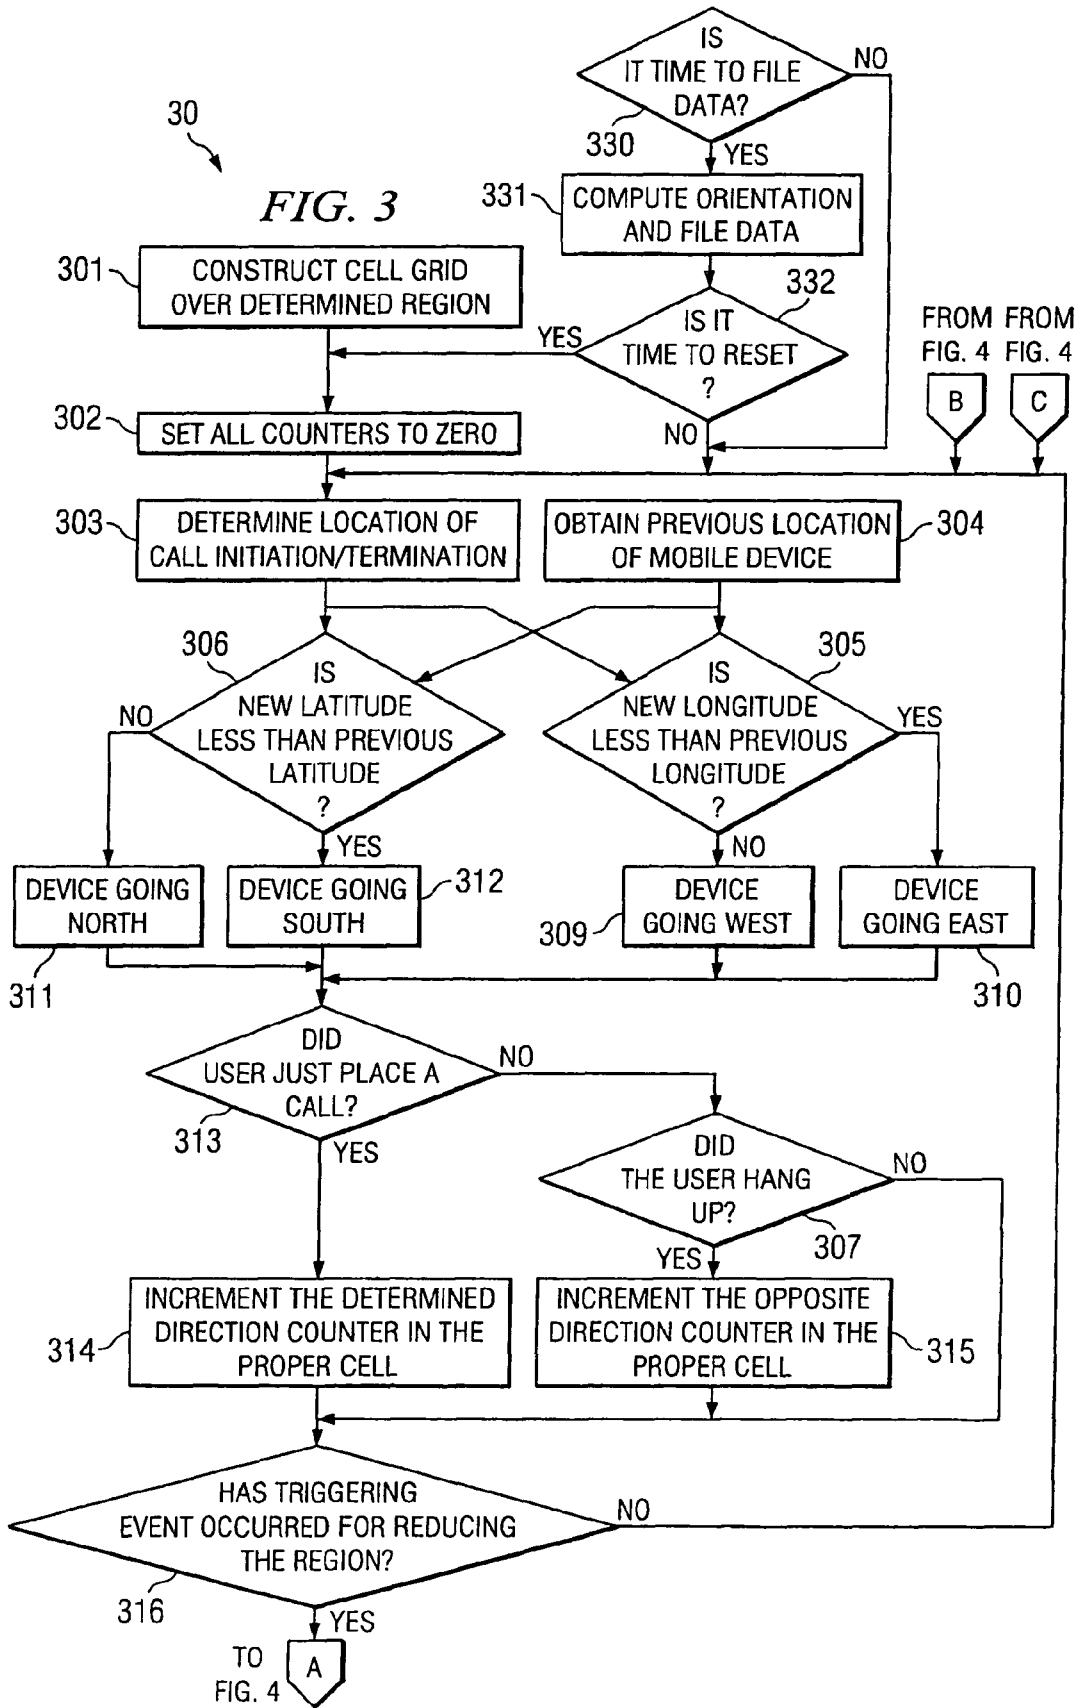 IS
IT TIME TO FILE
DATA?
NO
330
YES
30
FIG. 3
331
COMPUTE ORIENTATION
AND FILE DATA
301
CONSTRUCT CELL GRID
OVER DETERMINED REGION
332
YES
IS IT
TIME TO RESET
?
NO
FROM
FIG. 4
FROM
FIG. 4
B
C
302
SET ALL COUNTERS TO ZERO
303
DETERMINE LOCATION OF
CALL INITIATION/TERMINATION
OBTAIN PREVIOUS LOCATION
OF MOBILE DEVICE
304
306
IS
NEW LATITUDE
LESS THAN PREVIOUS
LATITUDE
?
NO
YES
305
IS
NEW LONGITUDE
LESS THAN PREVIOUS
LONGITUDE
?
YES
NO
DEVICE GOING
NORTH
311
DEVICE GOING
SOUTH
312
DEVICE
GOING WEST
309
DEVICE
GOING EAST
310
DID
USER JUST PLACE A
CALL?
NO
313
YES
DID
THE USER HANG
UP?
NO
307
YES
INCREMENT THE DETERMINED
DIRECTION COUNTER IN THE
PROPER CELL
314
INCREMENT THE OPPOSITE
DIRECTION COUNTER IN THE
PROPER CELL
315
HAS TRIGGERING
EVENT OCCURRED FOR REDUCING
THE REGION?
NO
316
YES
TO
FIG. 4
A